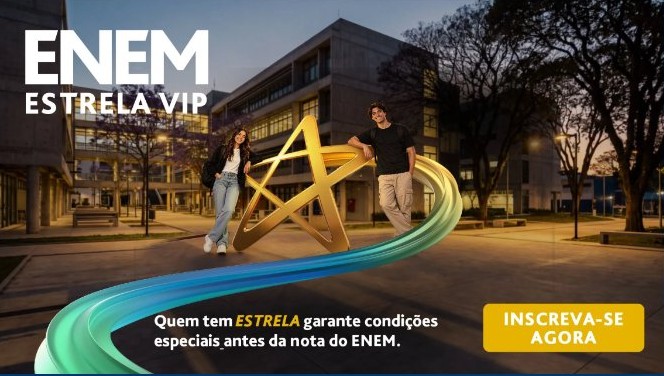 ENEM
ESTRELA VIP
Quem tem ESTRELA garante condições
especiais antes da nota do ENEM.
INSCREVA-SE
AGORA